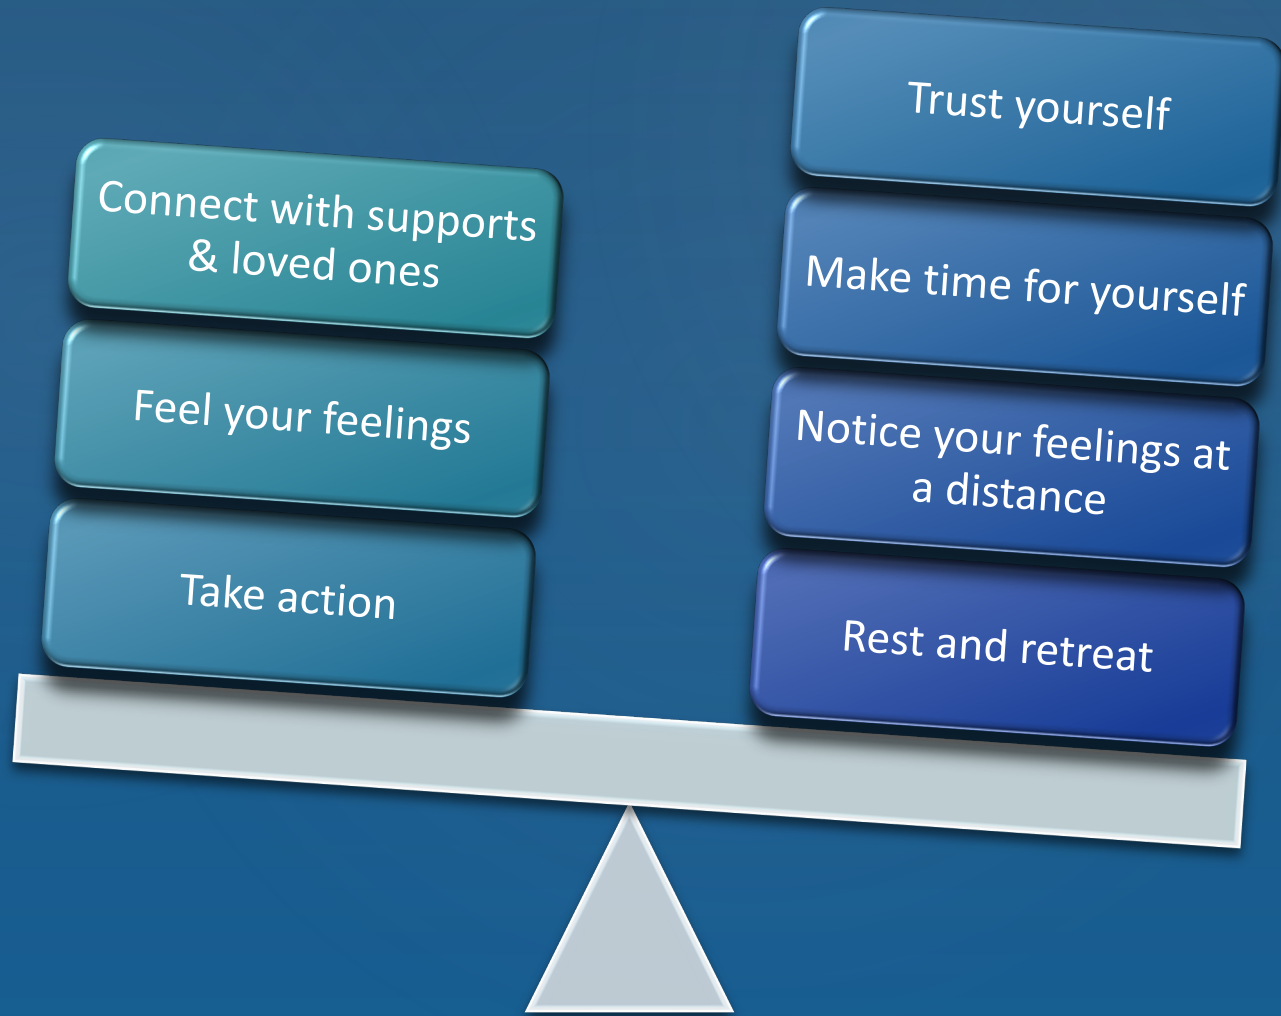 Connect with supports
& loved ones
Feel your feelings
Take action
Trust yourself
Make time for yourself
Notice your feelings at
a distance
Rest and retreat